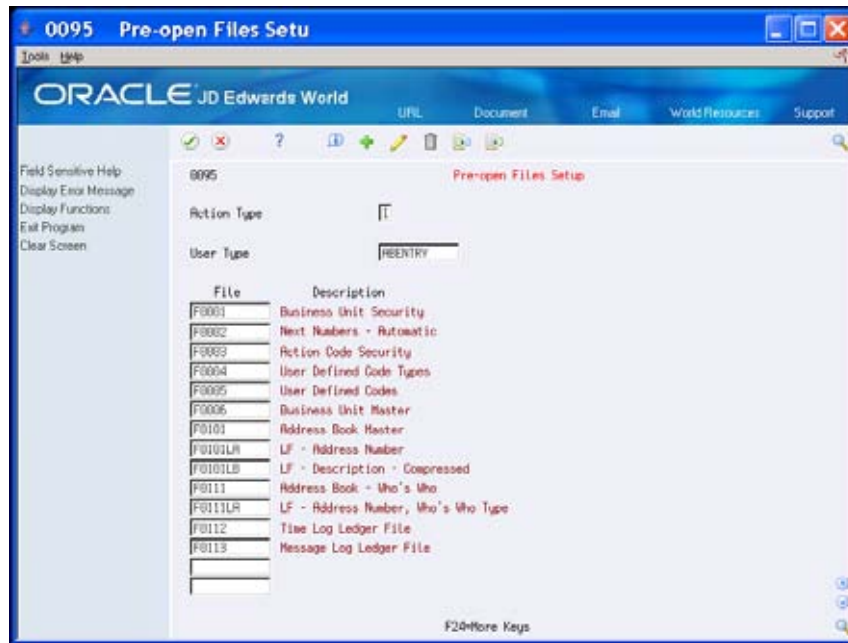 0095 Pre-open Files Setu
Tools Help
ORACLE JD Edwards World
URL Document Email World Resources Support
Field Sensitive Help
Display Error Message
Display Functions
Exit Program
Clear Screen
0095 Pre-open Files Setup
Action Type I
User Type ABENTRY
File Description
F0001 Business Unit Security
F0002 Next Numbers - Automatic
F0003 Action Code Security
F0004 User Defined Code Types
F0005 User Defined Codes
F0006 Business Unit Master
F0101 Address Book Master
F0101LA LF - Address Number
F0101LB LF - Description - Compressed
F0111 Address Book - Who's Who
F0111LA LF - Address Number, Who's Who Type
F0112 Time Log Ledger File
F0113 Message Log Ledger File
F24=More Keys